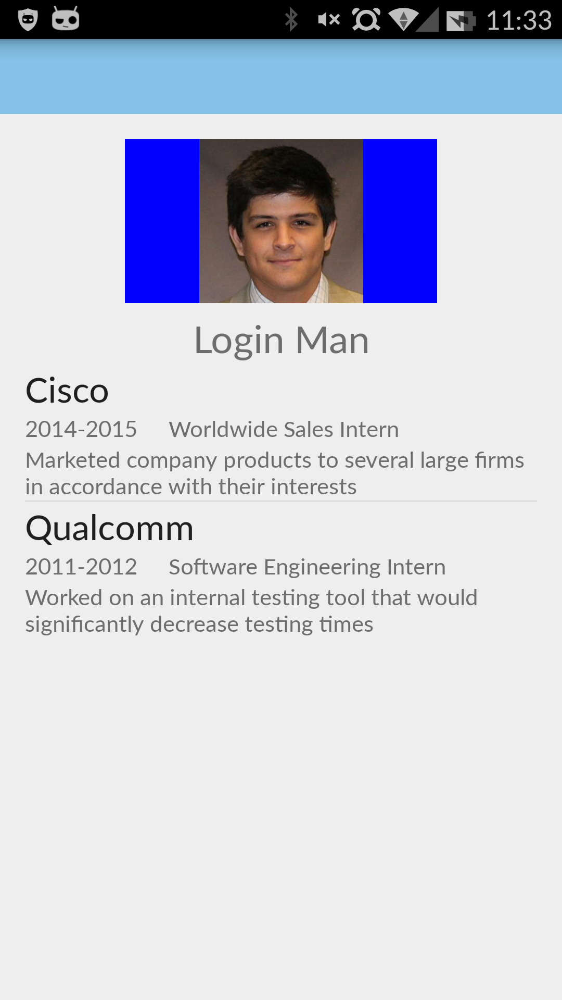 11:33
Login Man
Cisco
2014-2015 Worldwide Sales Intern
Marketed company products to several large firms
in accordance with their interests
Qualcomm
2011-2012 Software Engineering Intern
Worked on an internal testing tool that would
significantly decrease testing times